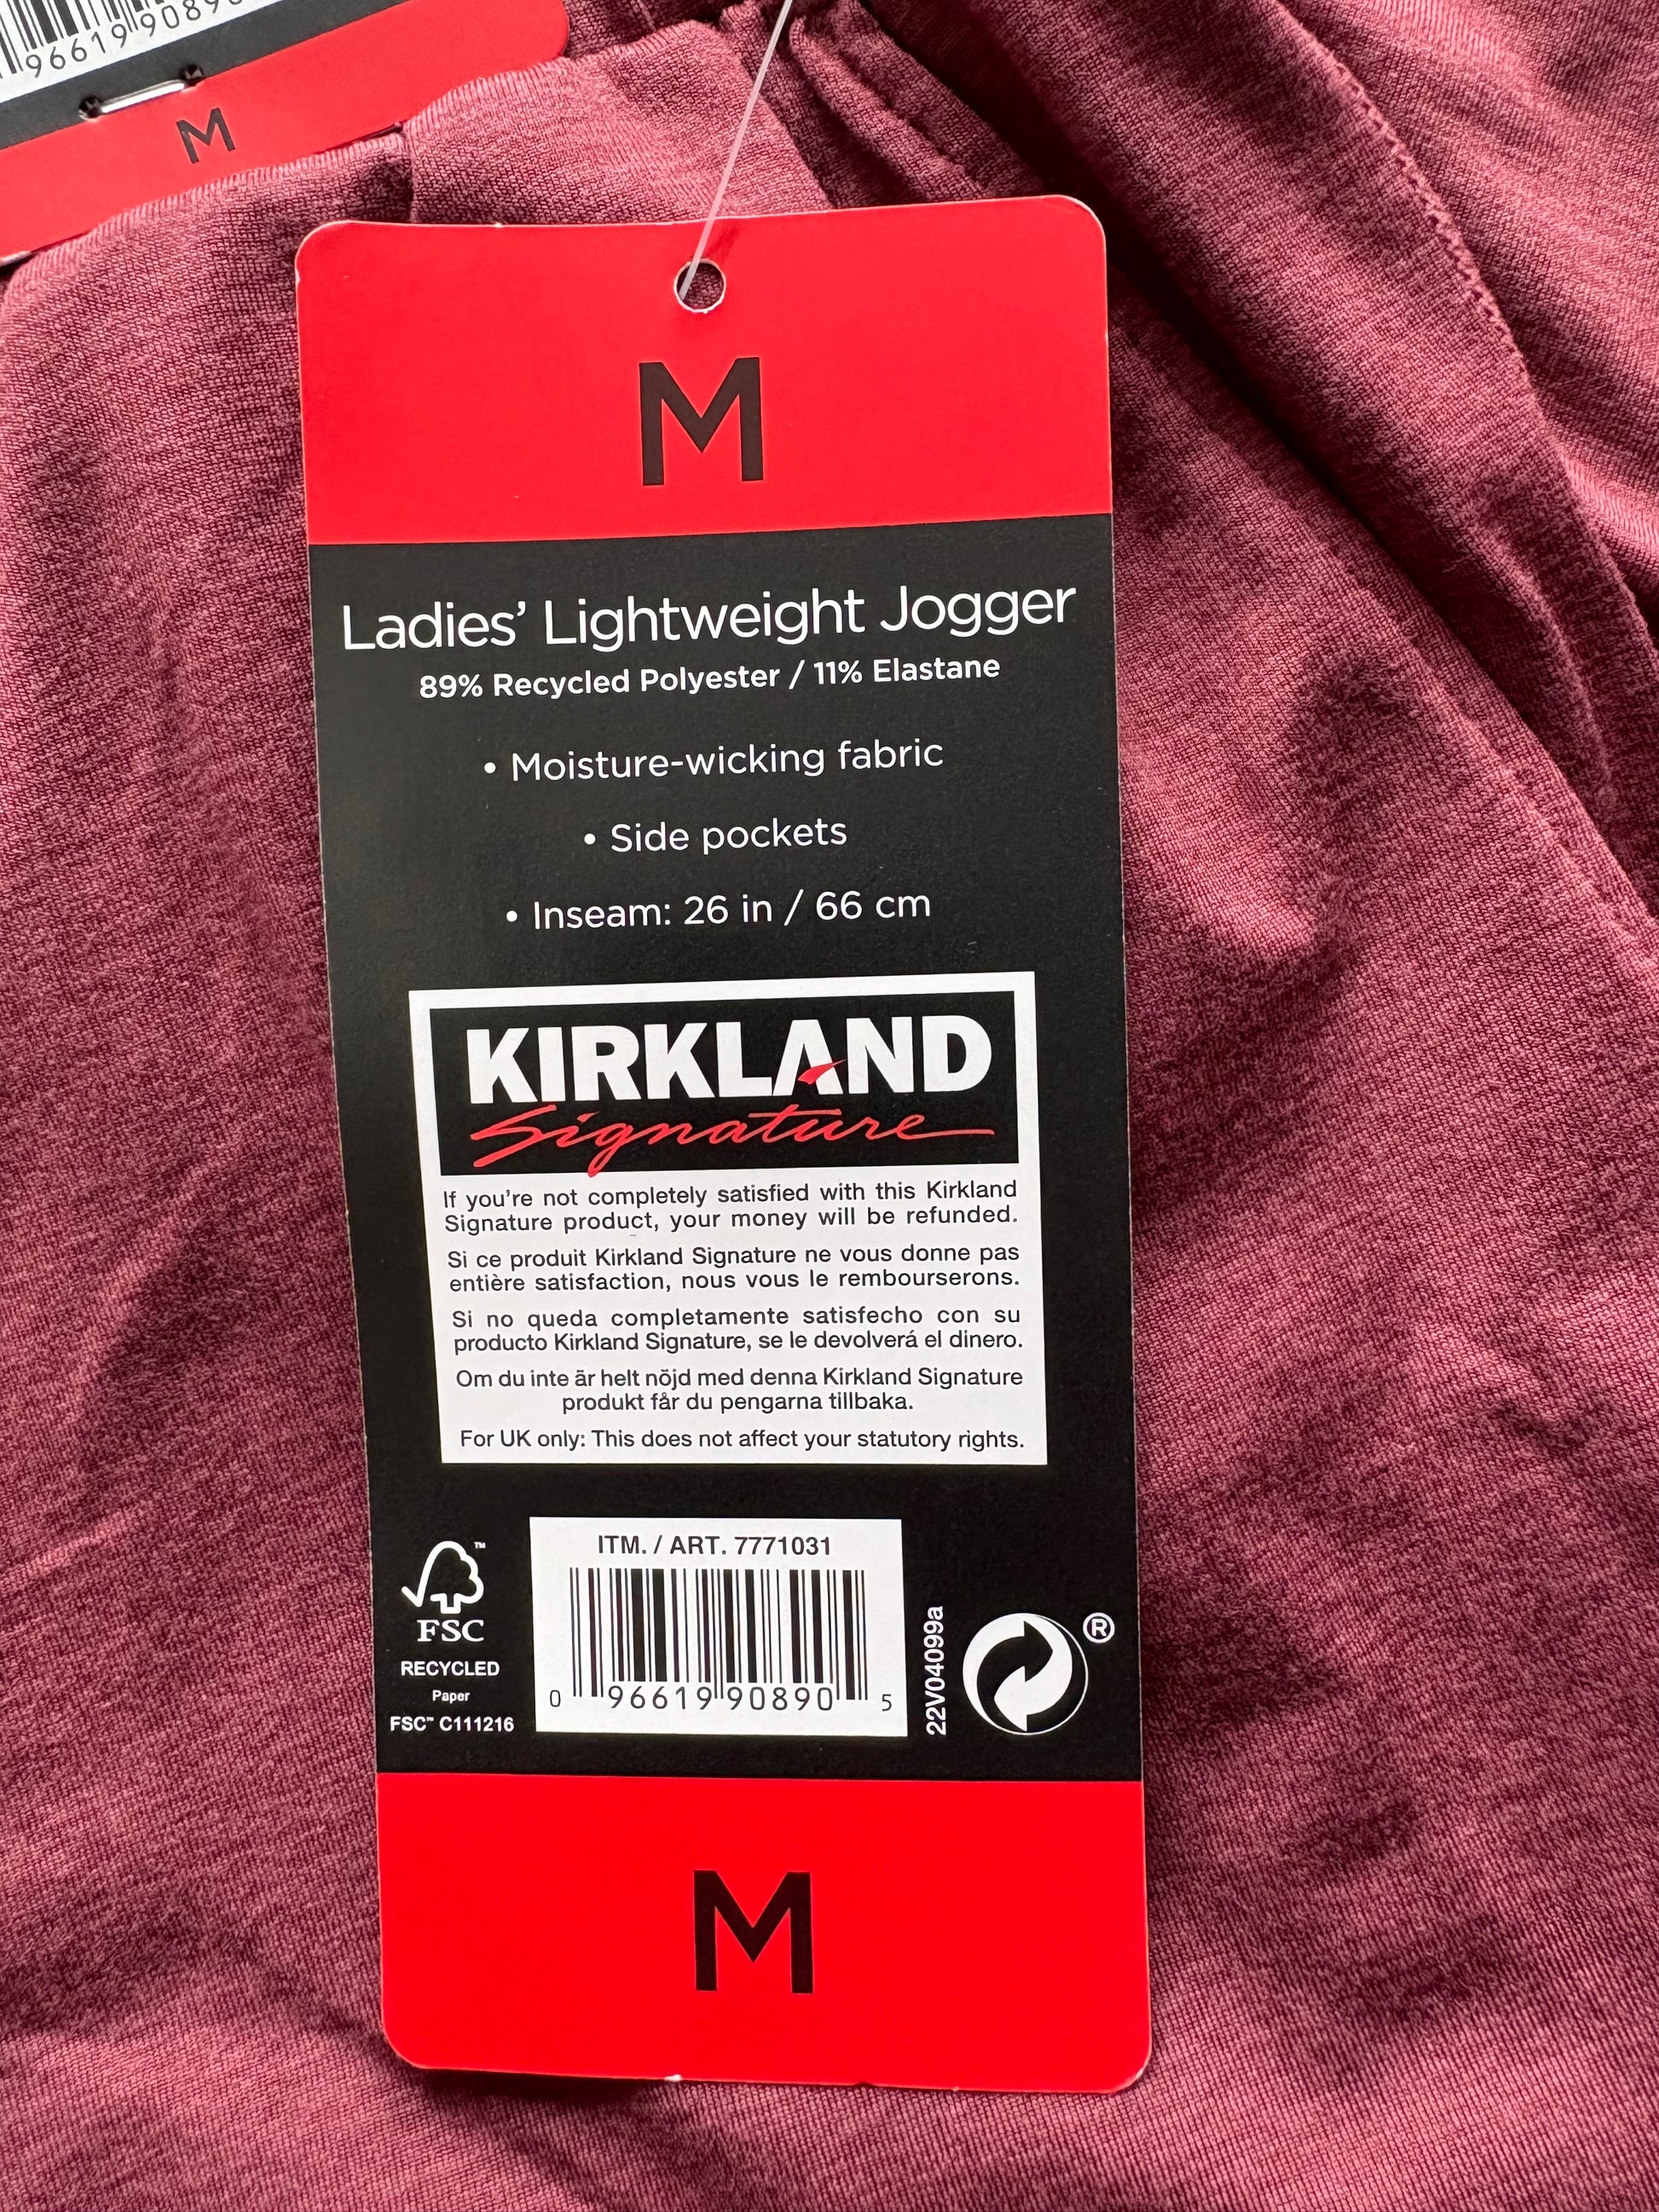 96619 9089
M
M
Ladies’ Lightweight Jogger
89% Recycled Polyester / 11% Elastane
• Moisture-wicking fabric
• Side pockets
• Inseam: 26 in / 66 cm
KIRKLAND
Signature
If you’re not completely satisfied with this Kirkland
Signature product, your money will be refunded.
Si ce produit Kirkland Signature ne vous donne pas
entière satisfaction, nous vous le rembourserons.
Si no queda completamente satisfecho con su
producto Kirkland Signature, se le devolverá el dinero.
Om du inte är helt nöjd med denna Kirkland Signature
produkt får du pengarna tillbaka.
For UK only: This does not affect your statutory rights.
ITM. / ART. 7771031
0 96619 90890 5
™
FSC
RECYCLED
Paper
FSC™ C111216
22V04099a
®
M